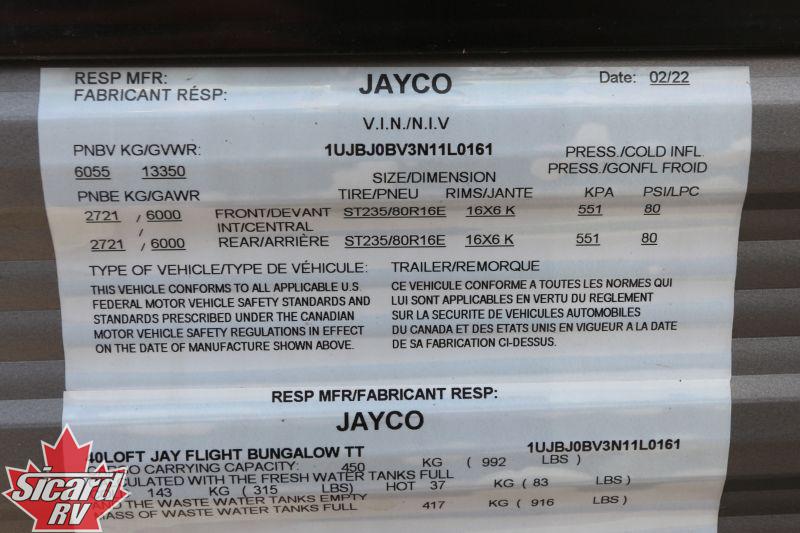 RESP MFR: JAYCO Date: 02/22
FABRICANT RÉSP:
V.I.N./N.I.V
PNBV KG/GVWR: 1UJBJ0BV3N11L0161 PRESS./COLD INFL.
6055 13350 SIZE/DIMENSION PRESS./GONFL FROID
PNBE KG/GAWR TIRE/PNEU RIMS/JANTE KPA PSI/LPC
2721 / 6000 FRONT/DEVANT ST235/80R16E 16X6 K 551 80
/ INT/CENTRAL
2721 / 6000 REAR/ARRIÈRE ST235/80R16E 16X6 K 551 80
TYPE OF VEHICLE/TYPE DE VÉHICULE: TRAILER/REMORQUE
THIS VEHICLE CONFORMS TO ALL APPLICABLE U.S. CE VEHICULE CONFORME A TOUTES LES NORMES QUI
FEDERAL MOTOR VEHICLE SAFETY STANDARDS AND LUI SONT APPLICABLES EN VERTU DU REGLEMENT
STANDARDS PRESCRIBED UNDER THE CANADIAN SUR LA SECURITE DE VEHICULES AUTOMOBILES
MOTOR VEHICLE SAFETY REGULATIONS IN EFFECT DU CANADA ET DES ETATS UNIS EN VIGUEUR A LA DATE
ON THE DATE OF MANUFACTURE SHOWN ABOVE. DE SA FABRICATION CI-DESSUS.
RESP MFR/FABRICANT RESP:
JAYCO
40LOFT JAY FLIGHT BUNGALOW TT 1UJBJ0BV3N11L0161
CARGO CARRYING CAPACITY: 450 KG ( 992 LBS )
WITH THE FRESH WATER TANKS FULL
143 KG ( 315 LBS) HOT 37 KG ( 83 LBS )
AND THE WASTE WATER TANKS EMPTY
MASS OF WASTE WATER TANKS FULL 417 KG ( 916 LBS )
Sicard
RV